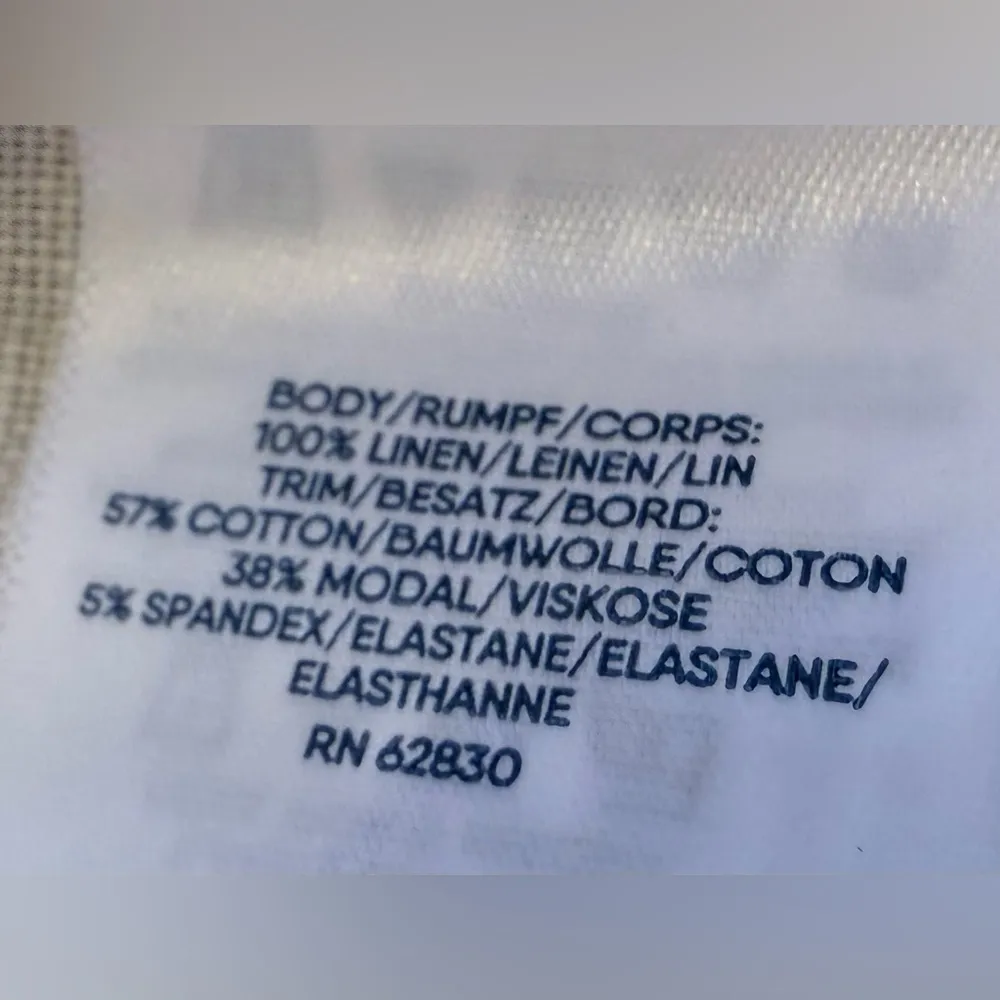 BODY/RUMPF/CORPS:
100% LINEN/LEINEN/LIN
TRIM/BESATZ/BORD:
57% COTTON/BAUMWOLLE/COTON
38% MODAL/VISKOSE
5% SPANDEX/ELASTANE/ELASTANE/
ELASTHANNE
RN 62830